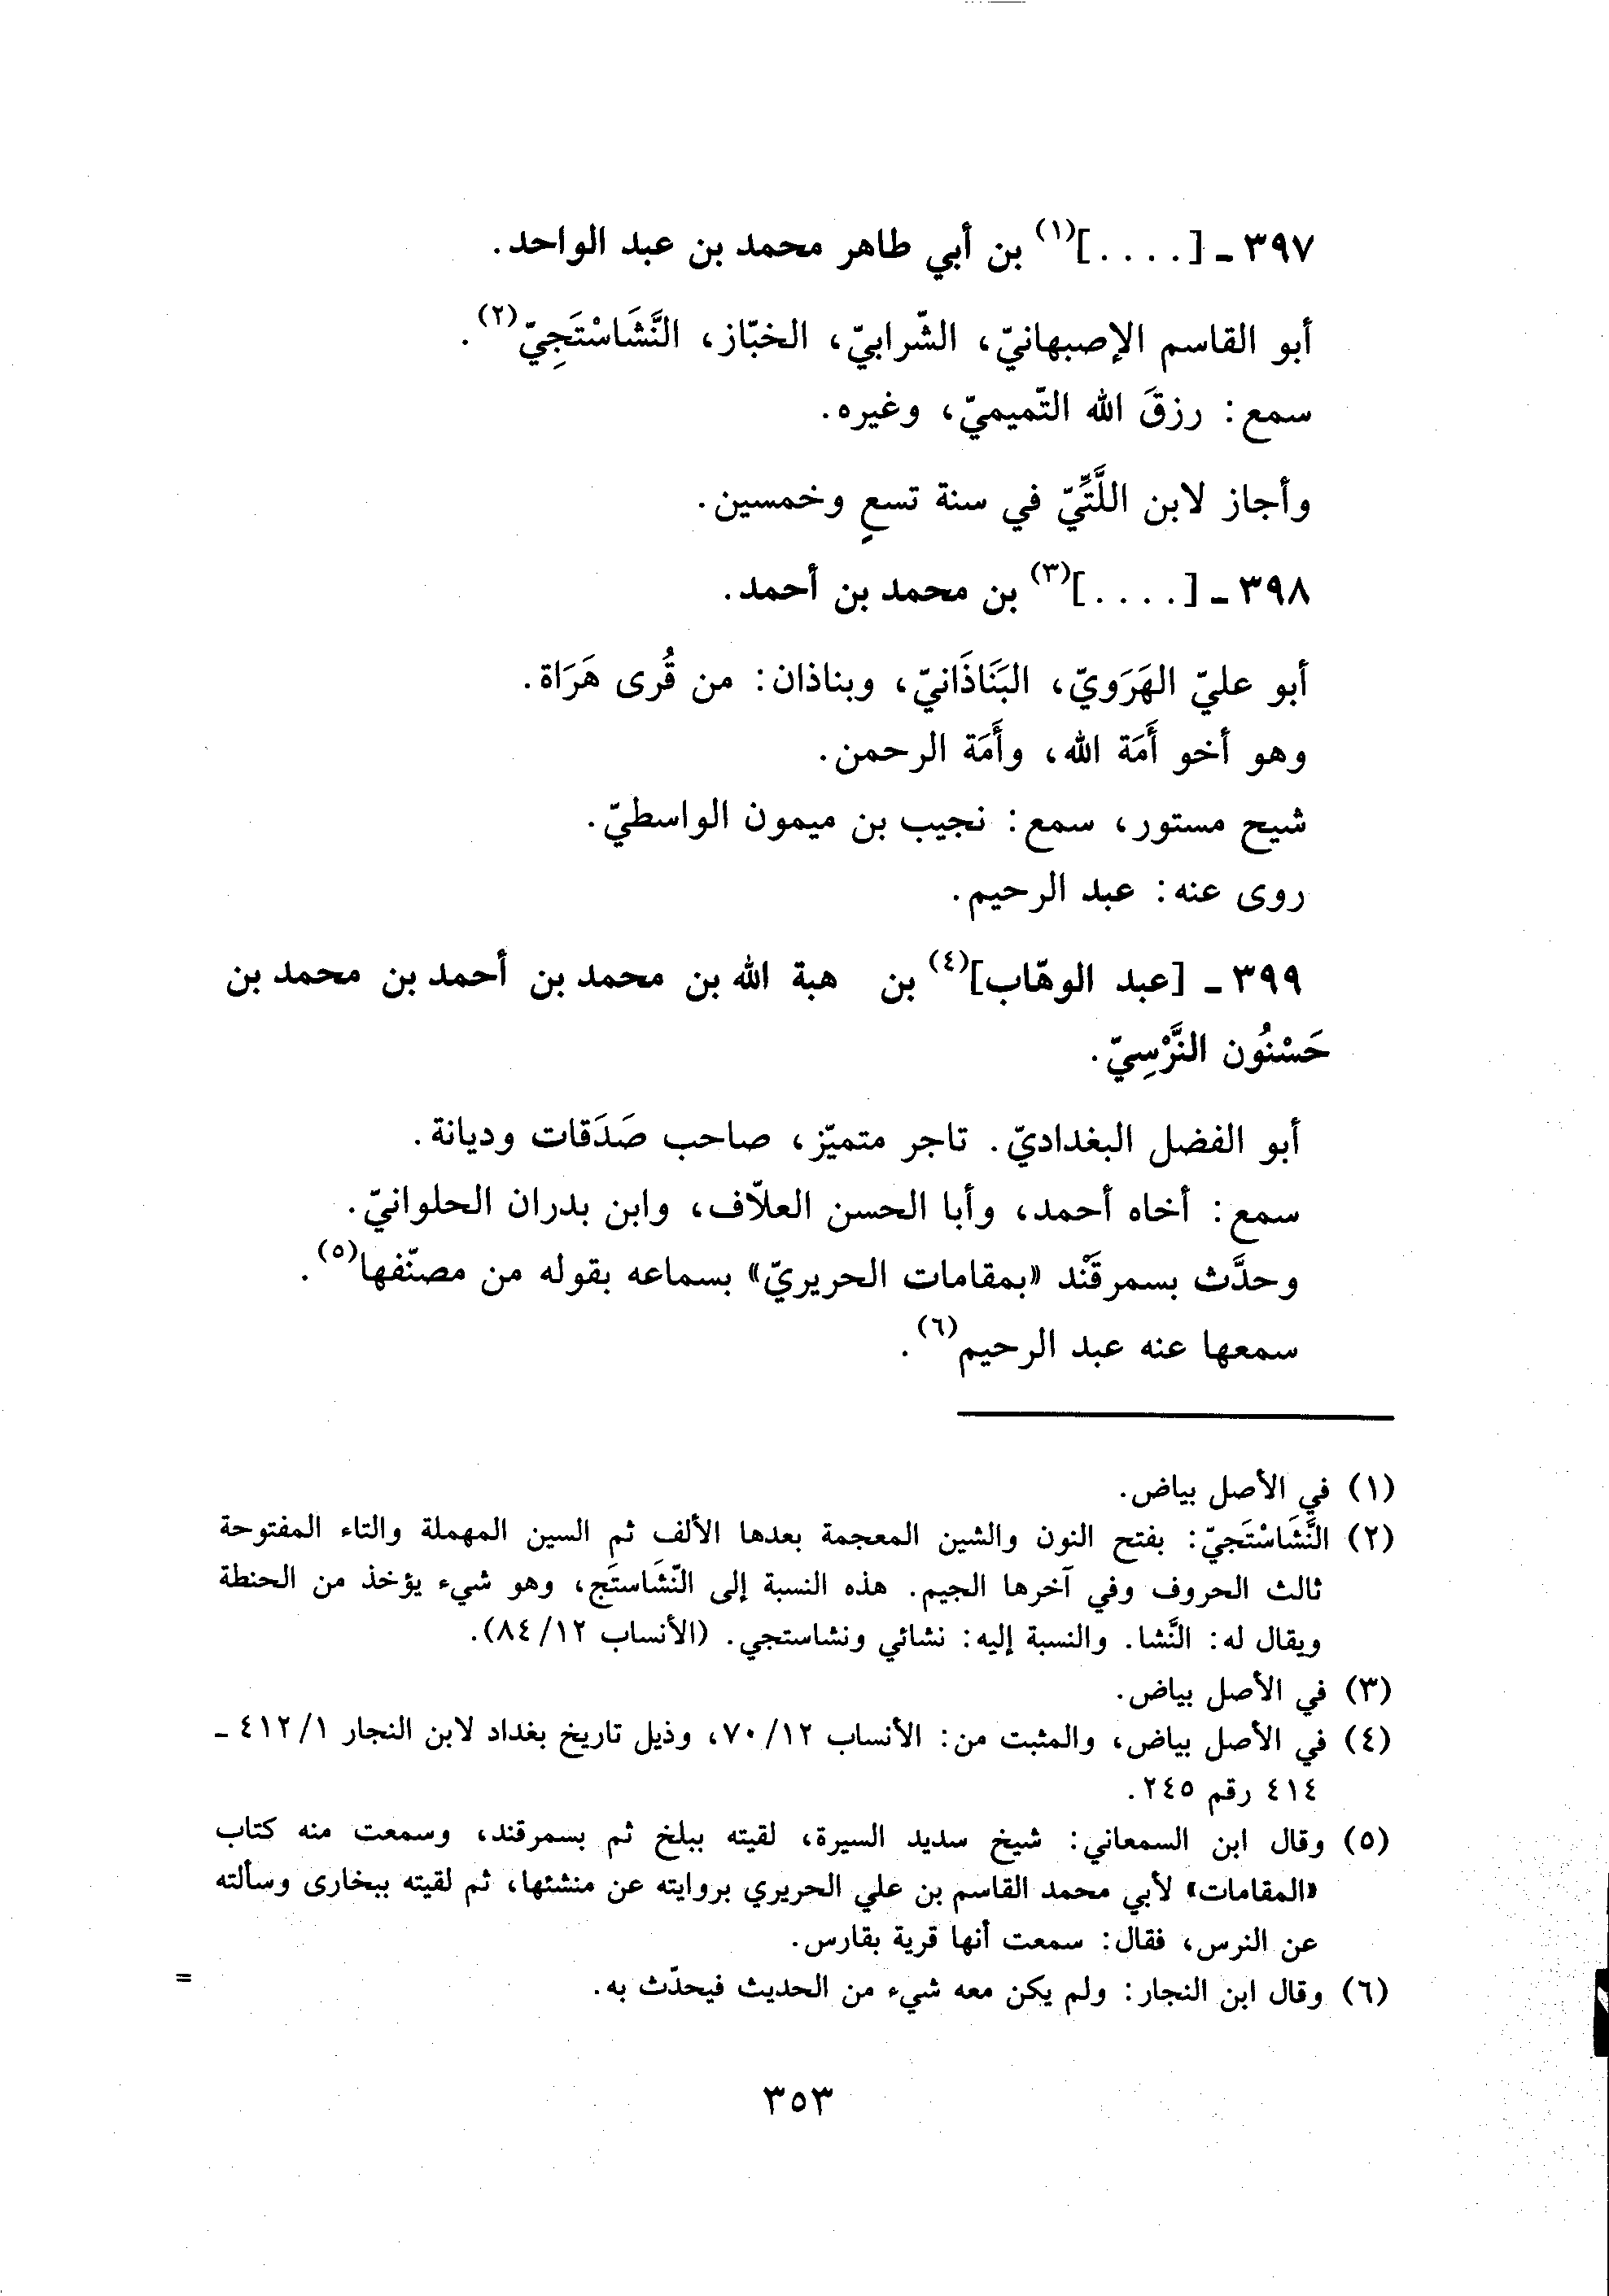 ٣٩٧ ـ [. . . .](١) بن أبي طاهر محمد بن عبد الواحد.
أبو القاسم الإصبهانيّ، الشّرابيّ، الخبّاز، النَّشَاسْتَجِيّ(٢).
سمع: رزقَ الله التّميميّ، وغيره.
وأجاز لابن اللَّتِّيّ في سنة تسعٍ وخمسين.
٣٩٨ ـ [. . . .](٣) بن محمد بن أحمد.
أبو عليّ الهَرَويّ، البَنَاذَانيّ، وبناذان: من قُرى هَرَاة.
وهو أخو أَمَة الله، وأَمَة الرحمن.
شيح مستور، سمع: نجيب بن ميمون الواسطيّ.
روى عنه: عبد الرحيم.
٣٩٩ ـ [عبد الوهّاب](٤) بن هبة الله بن محمد بن أحمد بن محمد بن
حَسْنُون النَّرْسِيّ.
أبو الفضل البغداديّ. تاجر متميّز، صاحب صَدَقات وديانة.
سمع: أخاه أحمد، وأبا الحسن العلاّف، وابن بدران الحلوانيّ.
وحدَّث بسمرقَنْد «بمقامات الحريريّ» بسماعه بقوله من مصنّفها(٥).
سمعها عنه عبد الرحيم(٦).
(١) في الأصل بياض.
(٢) النَّشَاسْتَجيّ: بفتح النون والشين المعجمة بعدها الألف ثم السين المهملة والتاء المفتوحة
ثالث الحروف وفي آخرها الجيم. هذه النسبة إلى النّشَاستَج، وهو شيء يؤخذ من الحنطة
ويقال له: النَّشا. والنسبة إليه: نشائي ونشاستجي. (الأنساب ٨٤/١٢).
(٣) في الأصل بياض.
(٤) في الأصل بياض، والمثبت من: الأنساب ٧٠/١٢، وذيل تاريخ بغداد لابن النجار ٤١٢/١ ـ
٤١٤ رقم ٢٤٥.
(٥) وقال ابن السمعاني: شيخ سديد السيرة، لقيته ببلخ ثم بسمرقند، وسمعت منه كتاب
«المقامات» لأبي محمد القاسم بن علي الحريري بروايته عن منشئها، ثم لقيته ببخارى وسألته
عن النرس، فقال: سمعت أنها قرية بقارس.
(٦) وقال ابن النجار: ولم يكن معه شيء من الحديث فيحدّث به. =
٣٥٣